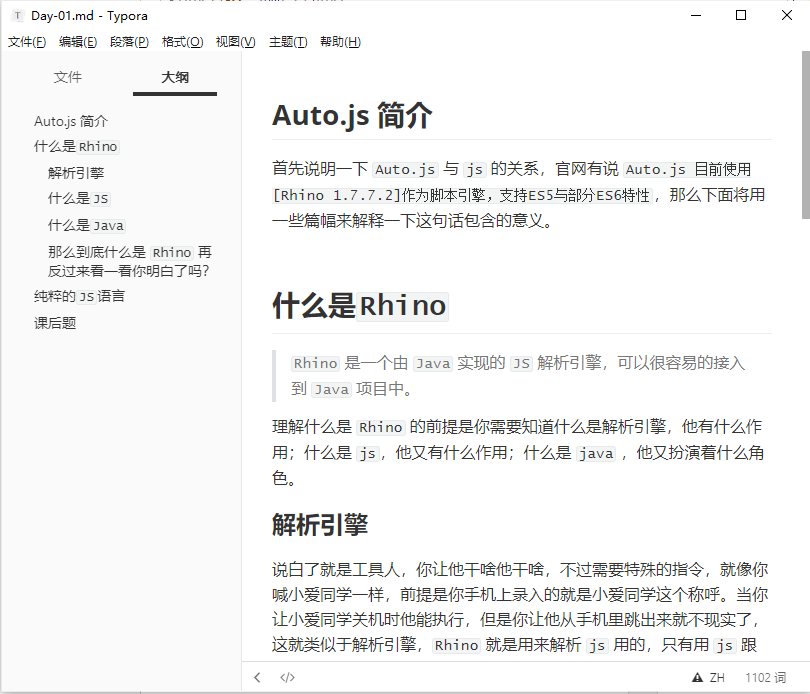 Day-01.md - Typora
文件(F) 编辑(E) 段落(P) 格式(O) 视图(V) 主题(T) 帮助(H)
文件 大纲
Auto.js 简介
什么是Rhino
解析引擎
什么是JS
什么是Java
那么到底什么是 Rhino 再
反过来看一看你明白了吗？
纯粹的JS语言
课后题
Auto.js 简介
首先说明一下 Auto.js 与 js 的关系，官网有说 Auto.js 目前使用
[Rhino 1.7.7.2]作为脚本引擎，支持ES5与部分ES6特性，那么下面将用
一些篇幅来解释一下这句话包含的意义。
什么是Rhino
Rhino 是一个由 Java 实现的 JS 解析引擎，可以很容易的接入
到 Java 项目中。
理解什么是 Rhino 的前提是你需要知道什么是解析引擎，他有什么作
用；什么是 js，他又有什么作用；什么是 java ，他又扮演着什么角
色。
解析引擎
说白了就是工具人，你让他干啥他干啥，不过需要特殊的指令，就像你
喊小爱同学一样，前提是你手机上录入的就是小爱同学这个称呼。当你
让小爱同学关机时他能执行，但是你让他从手机里跳出来就不现实了，
这就类似于解析引擎，Rhino 就是用来解析 js 用的，只有用 js 跟
ZH 1102 词